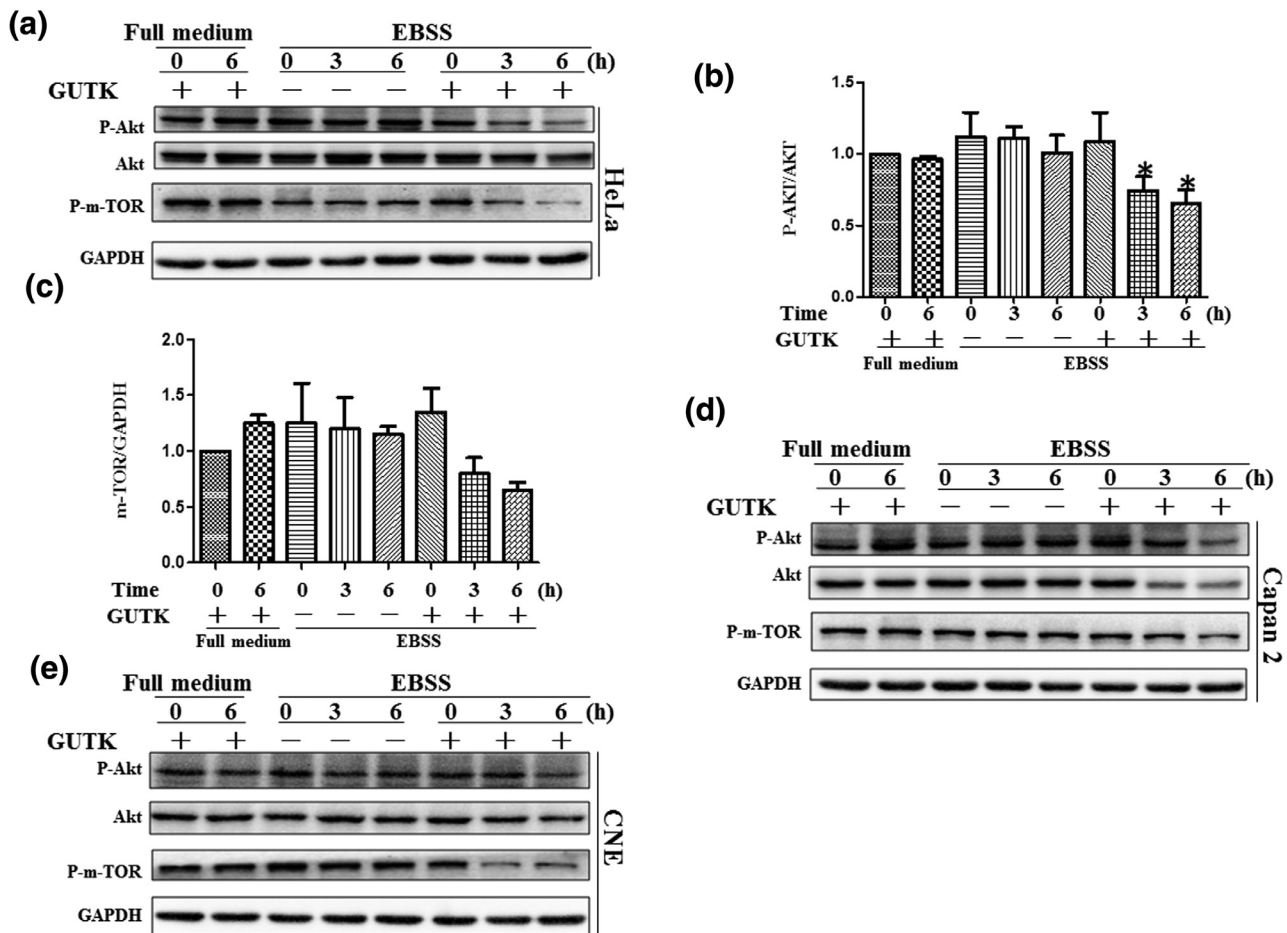 (a)
Full medium EBSS
0 6 0 3 6 0 3 6 (h)
GUTK + + − − − + + +
P-Akt
Akt
P-m-TOR
GAPDH
HeLa
(b)
P-AKT/AKT
1.5
1.0
0.5
0.0
* *
Time 0 6 0 3 6 0 3 6 (h)
GUTK + + − − − + + +
Full medium EBSS
(c)
m-TOR/GAPDH
2.0
1.5
1.0
0.5
0.0
Time 0 6 0 3 6 0 3 6 (h)
GUTK + + − − − + + +
Full medium EBSS
(d)
Full medium EBSS
0 6 0 3 6 0 3 6 (h)
GUTK + + − − − + + +
P-Akt
Akt
P-m-TOR
GAPDH
Capan 2
(e)
Full medium EBSS
0 6 0 3 6 0 3 6 (h)
GUTK + + − − − + + +
P-Akt
Akt
P-m-TOR
GAPDH
CNE